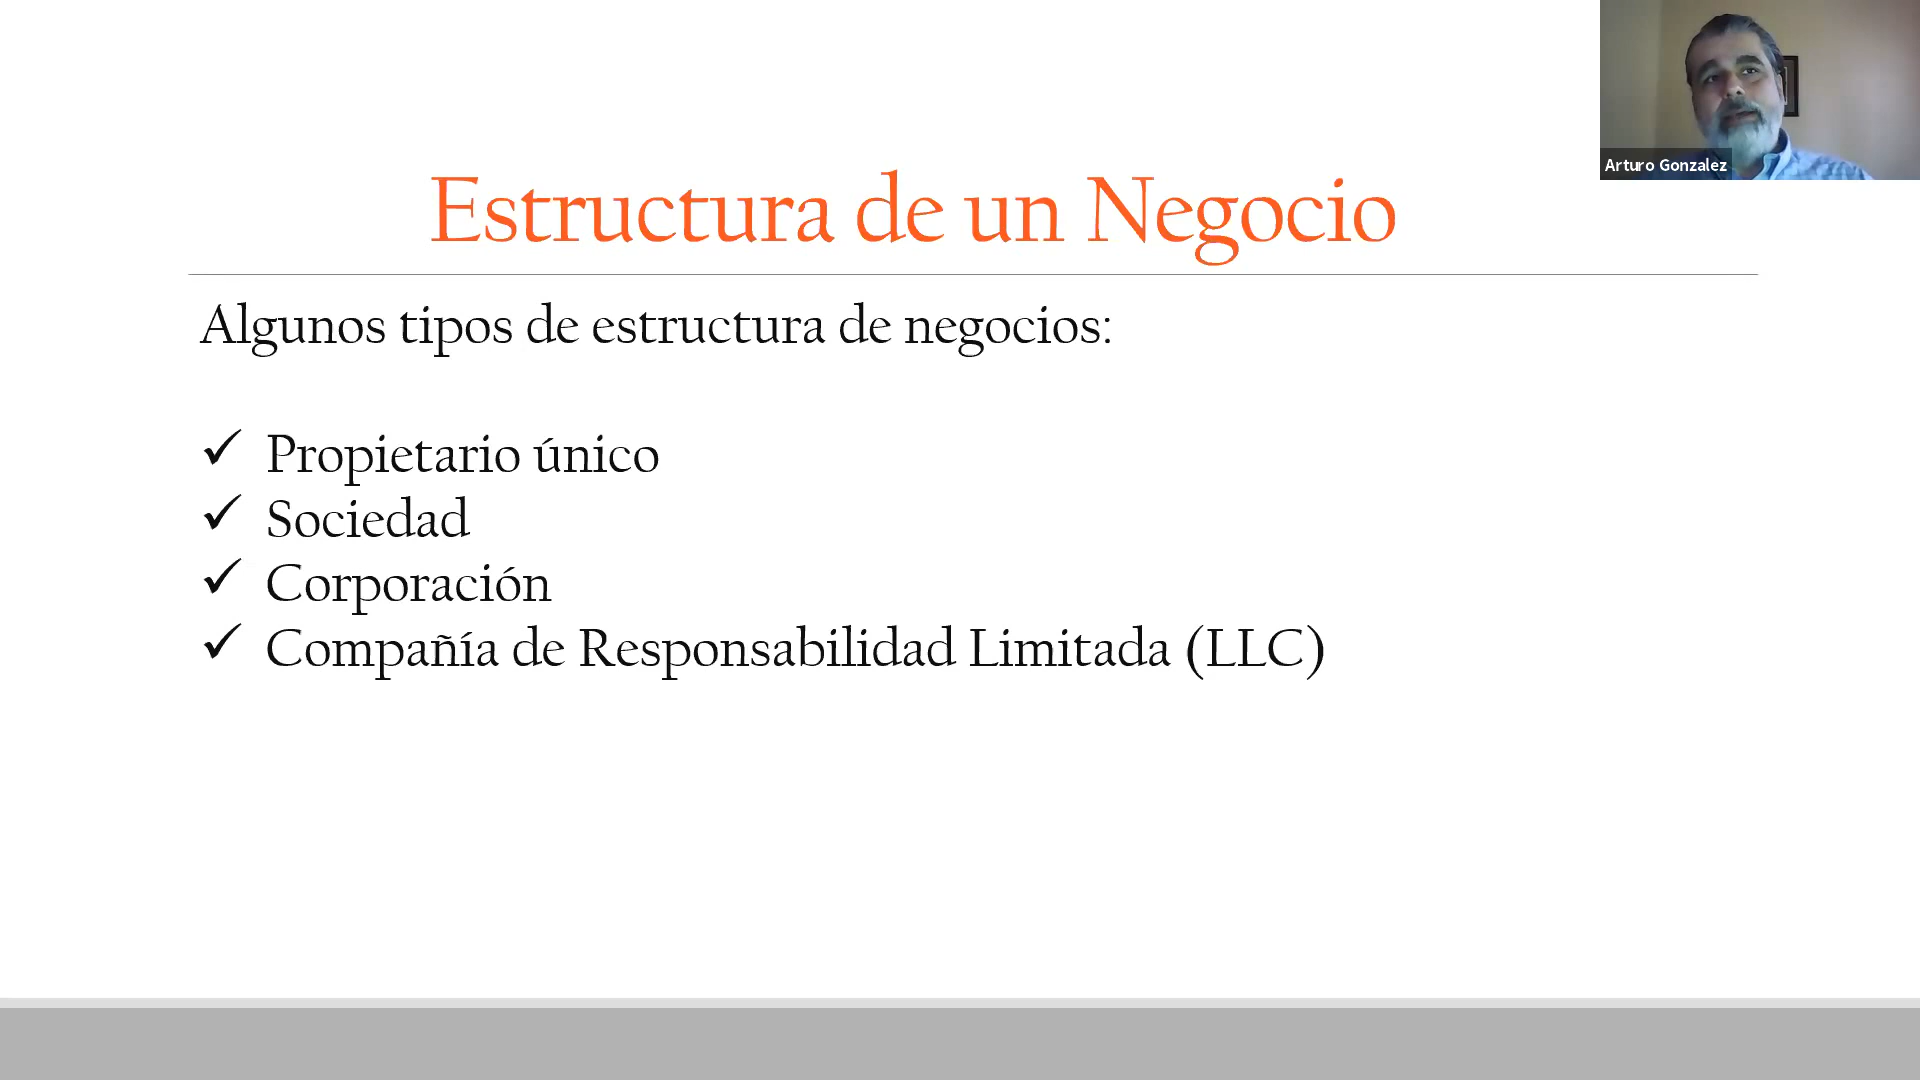 Arturo Gonzalez
Estructura de un Negocio
Algunos tipos de estructura de negocios:
✓ Propietario único
✓ Sociedad
✓ Corporación
✓ Compañía de Responsabilidad Limitada (LLC)